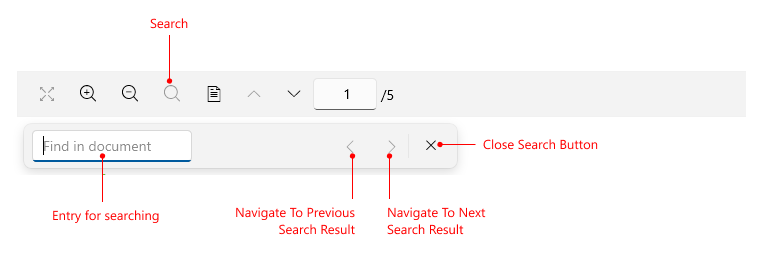 Search
1 /5
Find in document
Close Search Button
Entry for searching
Navigate To Previous
Search Result
Navigate To Next
Search Result